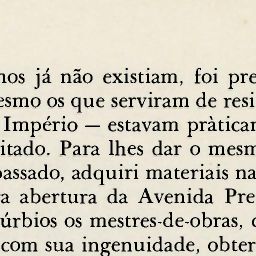 nos já não existiam, foi pre
esmo os que serviram de resi
Império — estavam pràticar
itado. Para lhes dar o mesm
passado, adquiri materiais na
a abertura da Avenida Pre
úrbios os mestres-de-obras, 
com sua ingenuidade, obter